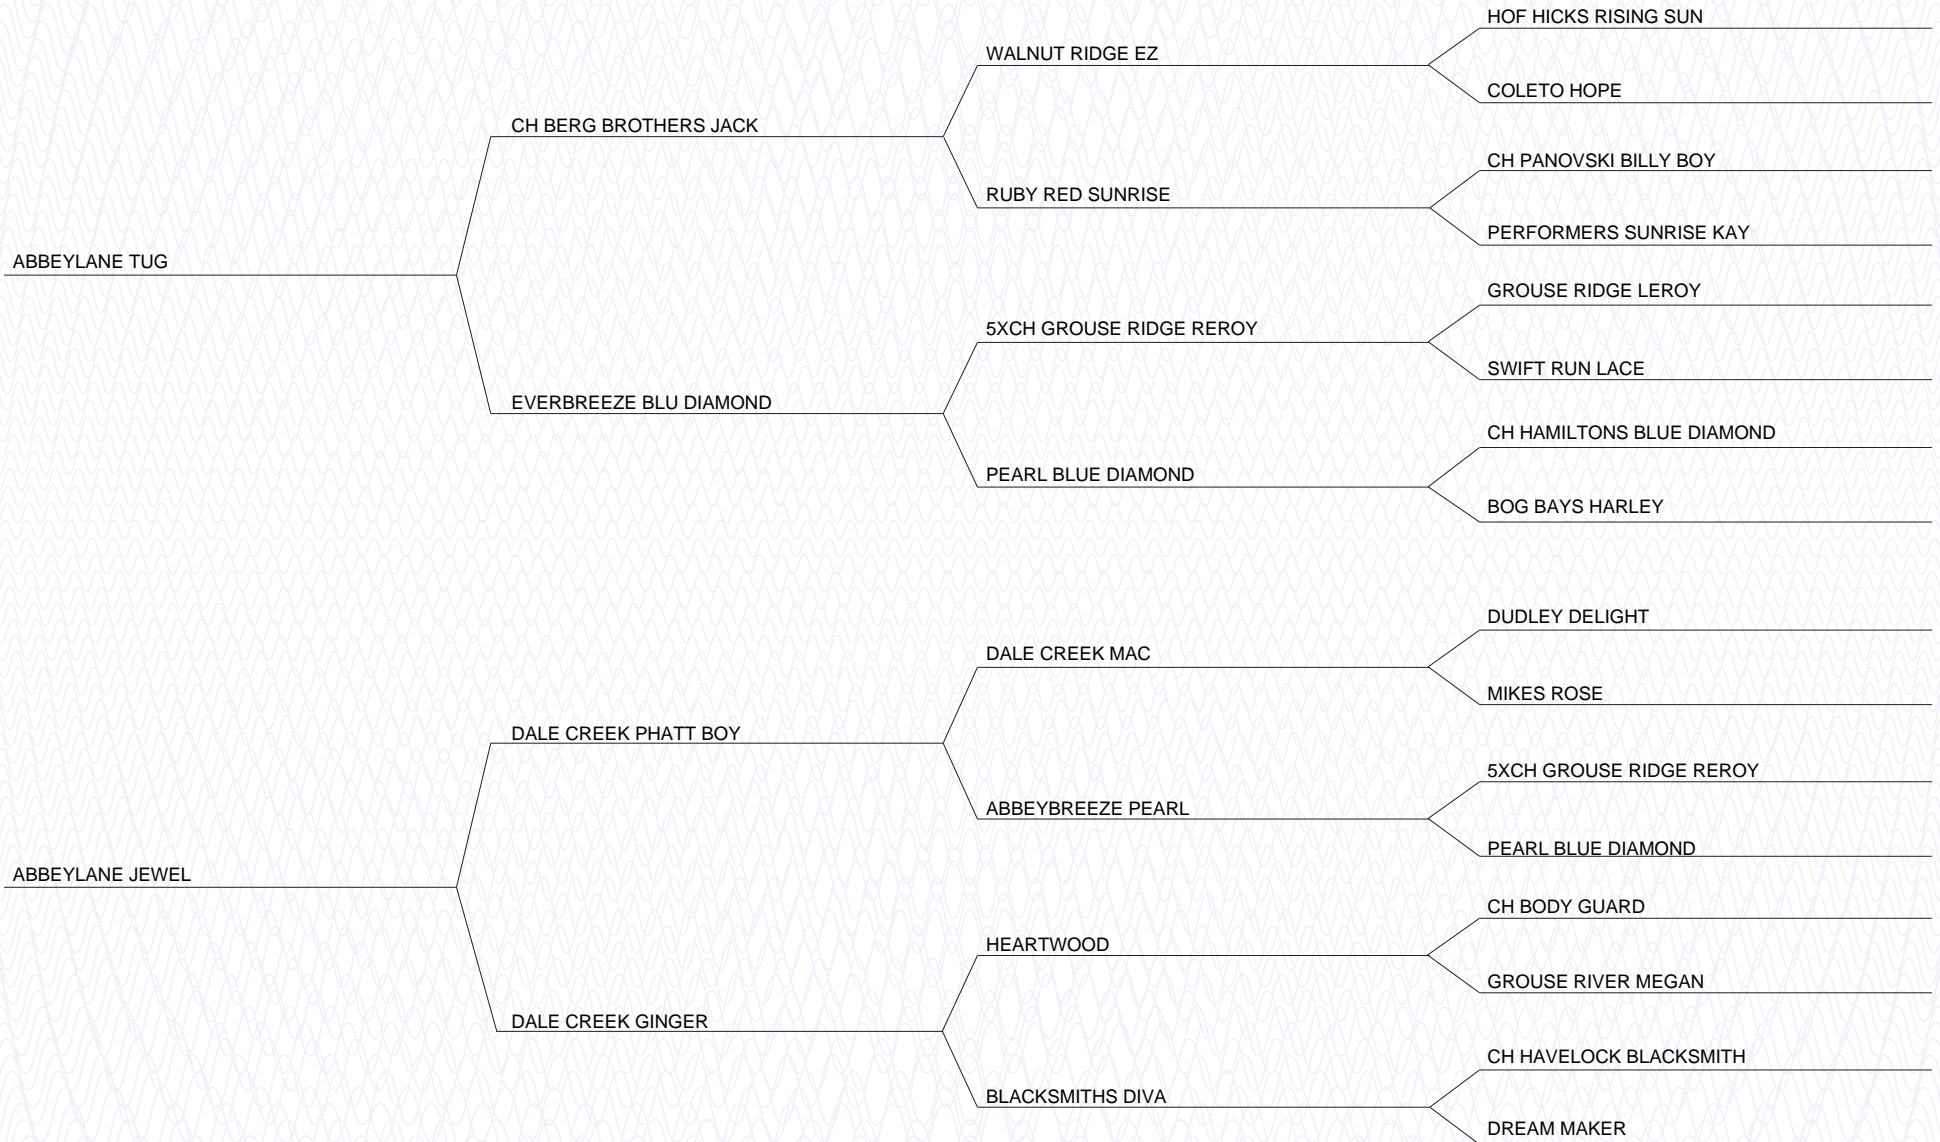 HOF HICKS RISING SUN
WALNUT RIDGE EZ
COLETO HOPE
CH BERG BROTHERS JACK
CH PANOVSKI BILLY BOY
RUBY RED SUNRISE
PERFORMERS SUNRISE KAY
ABBEYLANE TUG
GROUSE RIDGE LEROY
5XCH GROUSE RIDGE REROY
SWIFT RUN LACE
EVERBREEZE BLU DIAMOND
CH HAMILTONS BLUE DIAMOND
PEARL BLUE DIAMOND
BOG BAYS HARLEY
DUDLEY DELIGHT
DALE CREEK MAC
MIKES ROSE
DALE CREEK PHATT BOY
5XCH GROUSE RIDGE REROY
ABBEYBREEZE PEARL
PEARL BLUE DIAMOND
ABBEYLANE JEWEL
CH BODY GUARD
HEARTWOOD
GROUSE RIVER MEGAN
DALE CREEK GINGER
CH HAVELOCK BLACKSMITH
BLACKSMITHS DIVA
DREAM MAKER